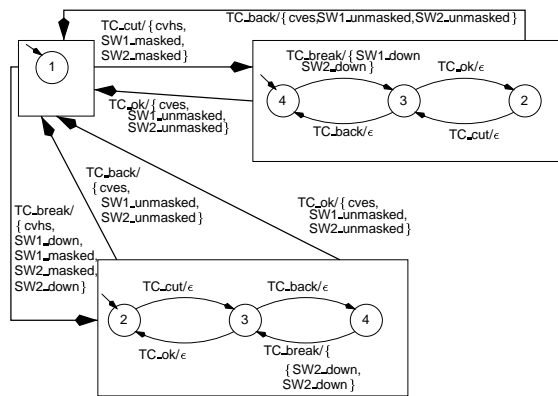 TC_cut/{cvhs,
SW1_masked,
SW2_masked}
TC_back/{cves,SW1_unmasked,SW2_unmasked}
1
TC_break/{SW1_down
SW2_down}
TC_ok/ϵ
4
3
2
TC_back/ϵ
TC_cut/ϵ
TC_ok/{cves,
SW1_unmasked,
SW2_unmasked}
TC_back/
{cves,
SW1_unmasked,
SW2_unmasked}
TC_ok/{cves,
SW1_unmasked,
SW2_unmasked}
TC_break/
{cvhs,
SW1_down,
SW1_masked,
SW2_masked,
SW2_down}
TC_cut/ϵ
TC_back/ϵ
2
3
4
TC_ok/ϵ
TC_break/{
{SW2_down,
SW2_down}